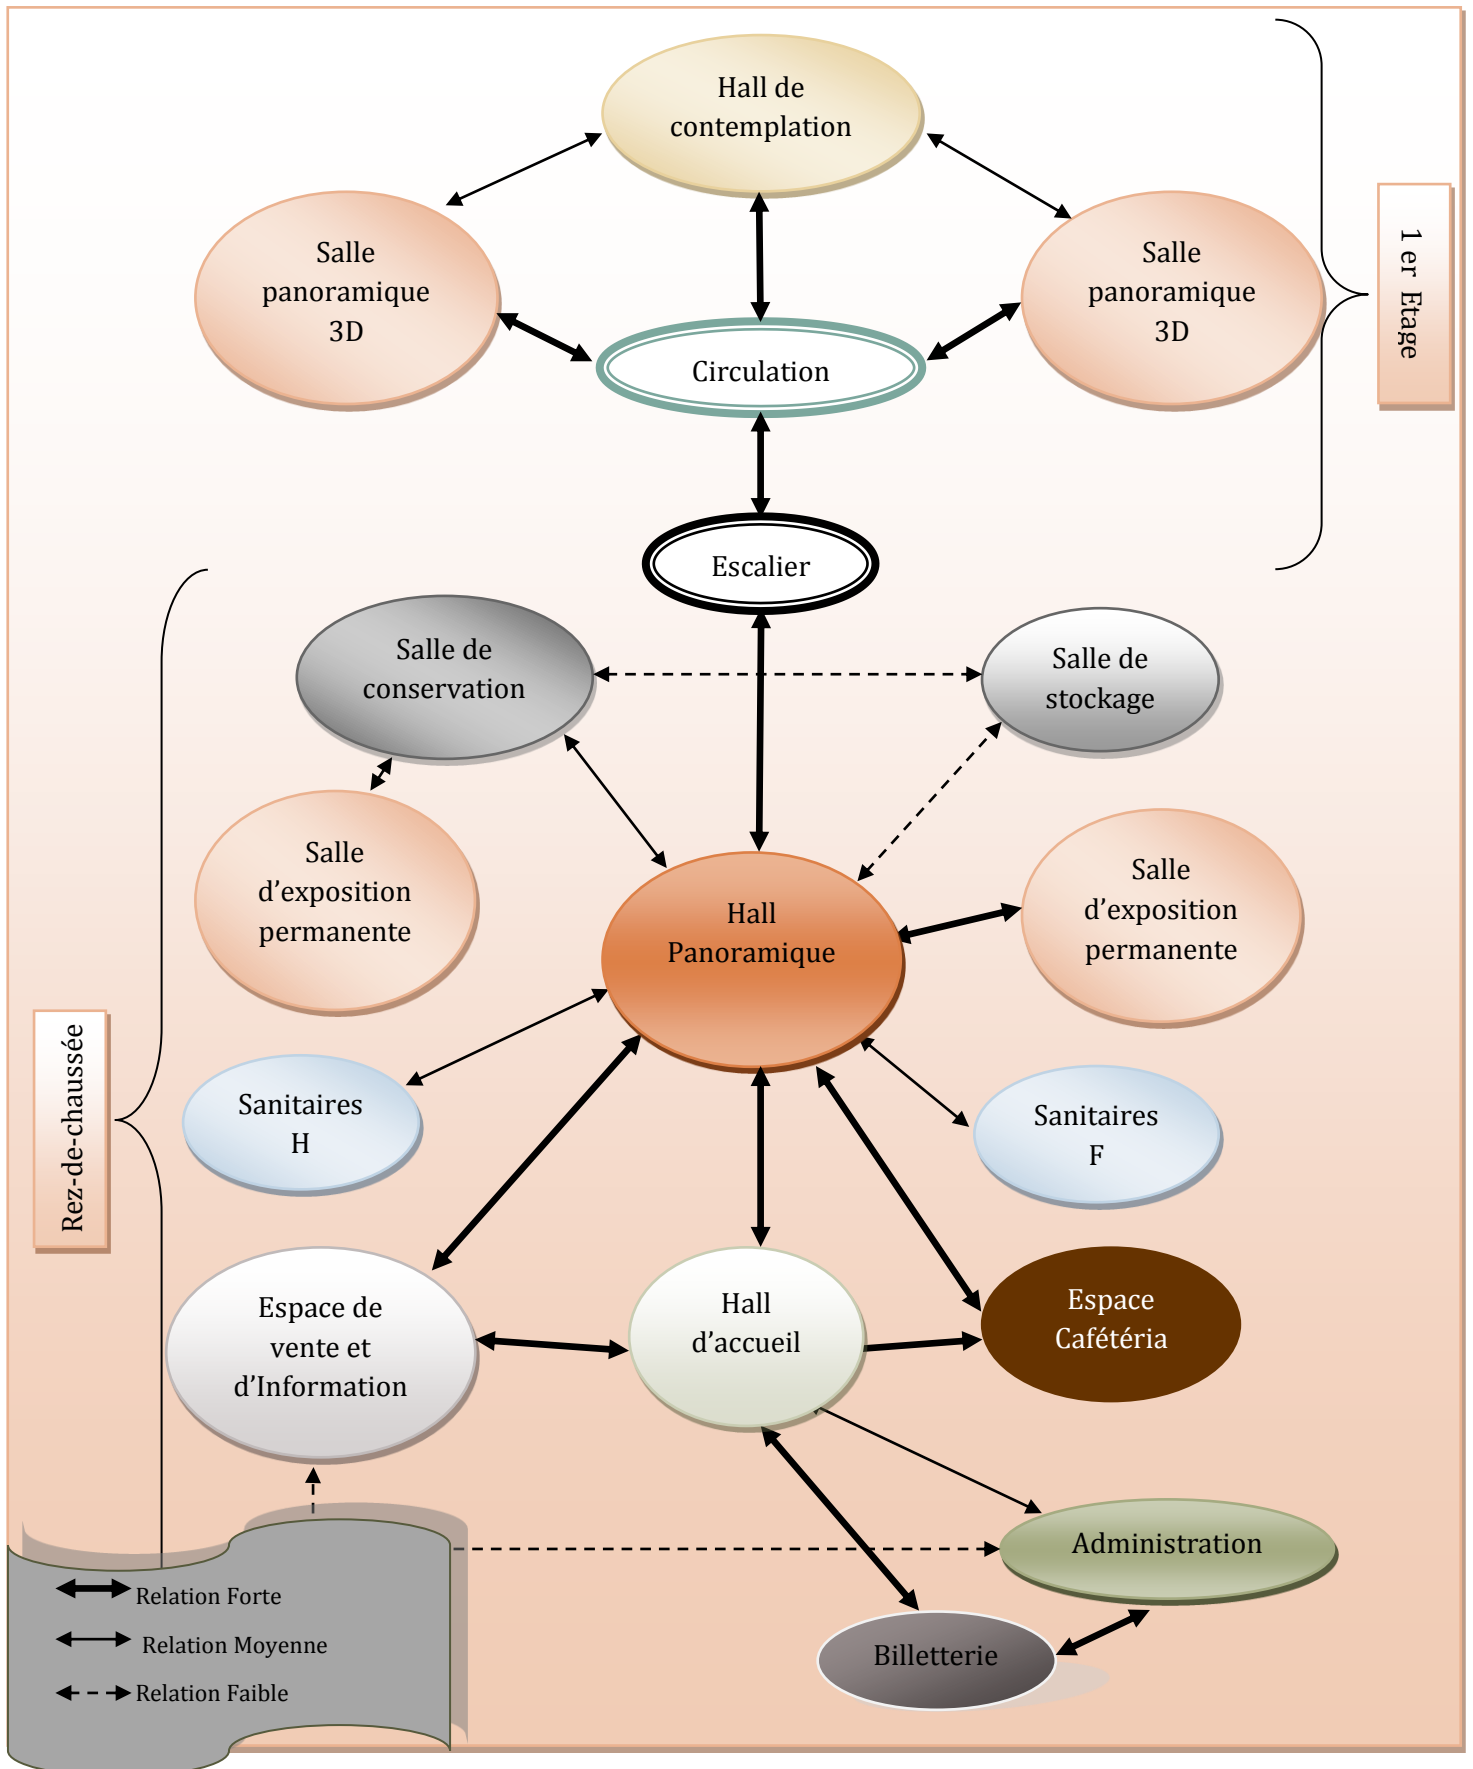 Hall de
contemplation
Salle
panoramique
3D
Salle
panoramique
3D
1 er Etage
Circulation
Escalier
Salle de
conservation
Salle de
stockage
Salle
d’exposition
permanente
Hall
Panoramique
Salle
d’exposition
permanente
Rez-de-chaussée
Sanitaires
H
Sanitaires
F
Espace de
vente et
d’Information
Hall
d’accueil
Espace
Cafétéria
Administration
Billetterie
Relation Forte
Relation Moyenne
Relation Faible